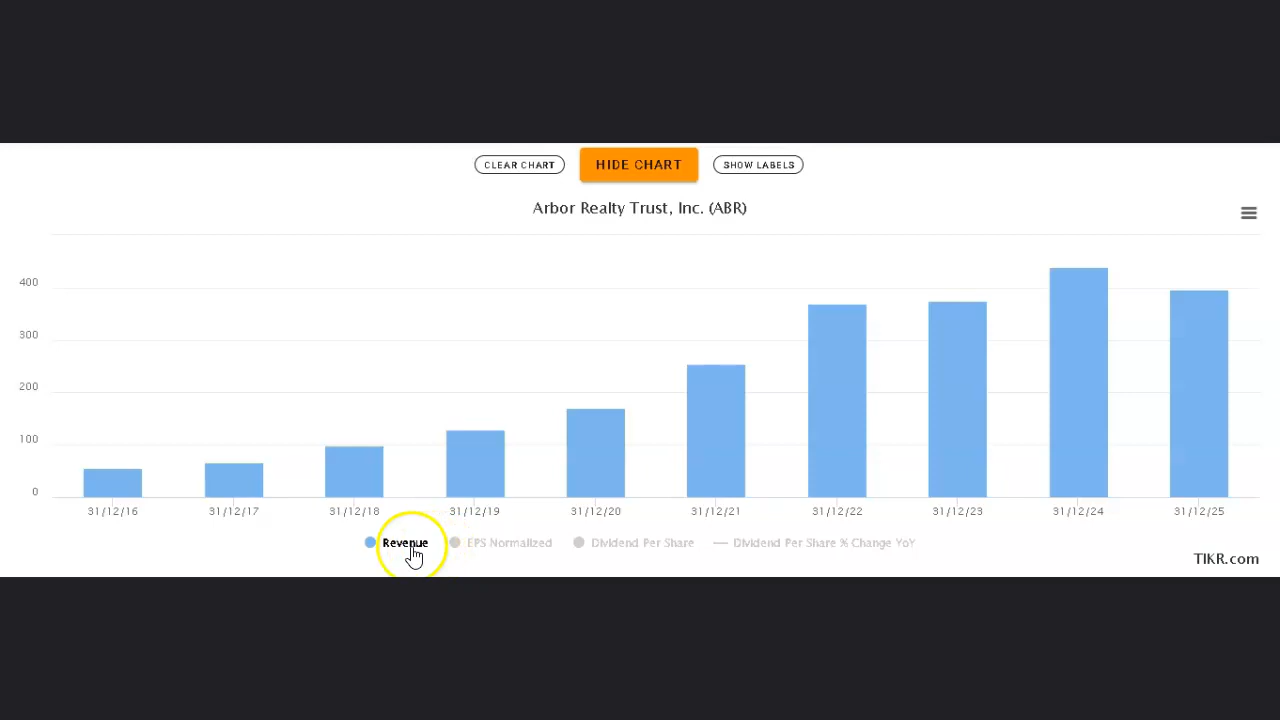 CLEAR CHART HIDE CHART SHOW LABELS
Arbor Realty Trust, Inc. (ABR)
400
300
200
100
0
31/12/16 31/12/17 31/12/18 31/12/19 31/12/20 31/12/21 31/12/22 31/12/23 31/12/24 31/12/25
Revenue EPS Normalized Dividend Per Share Dividend Per Share % Change YoY
TIKR.com